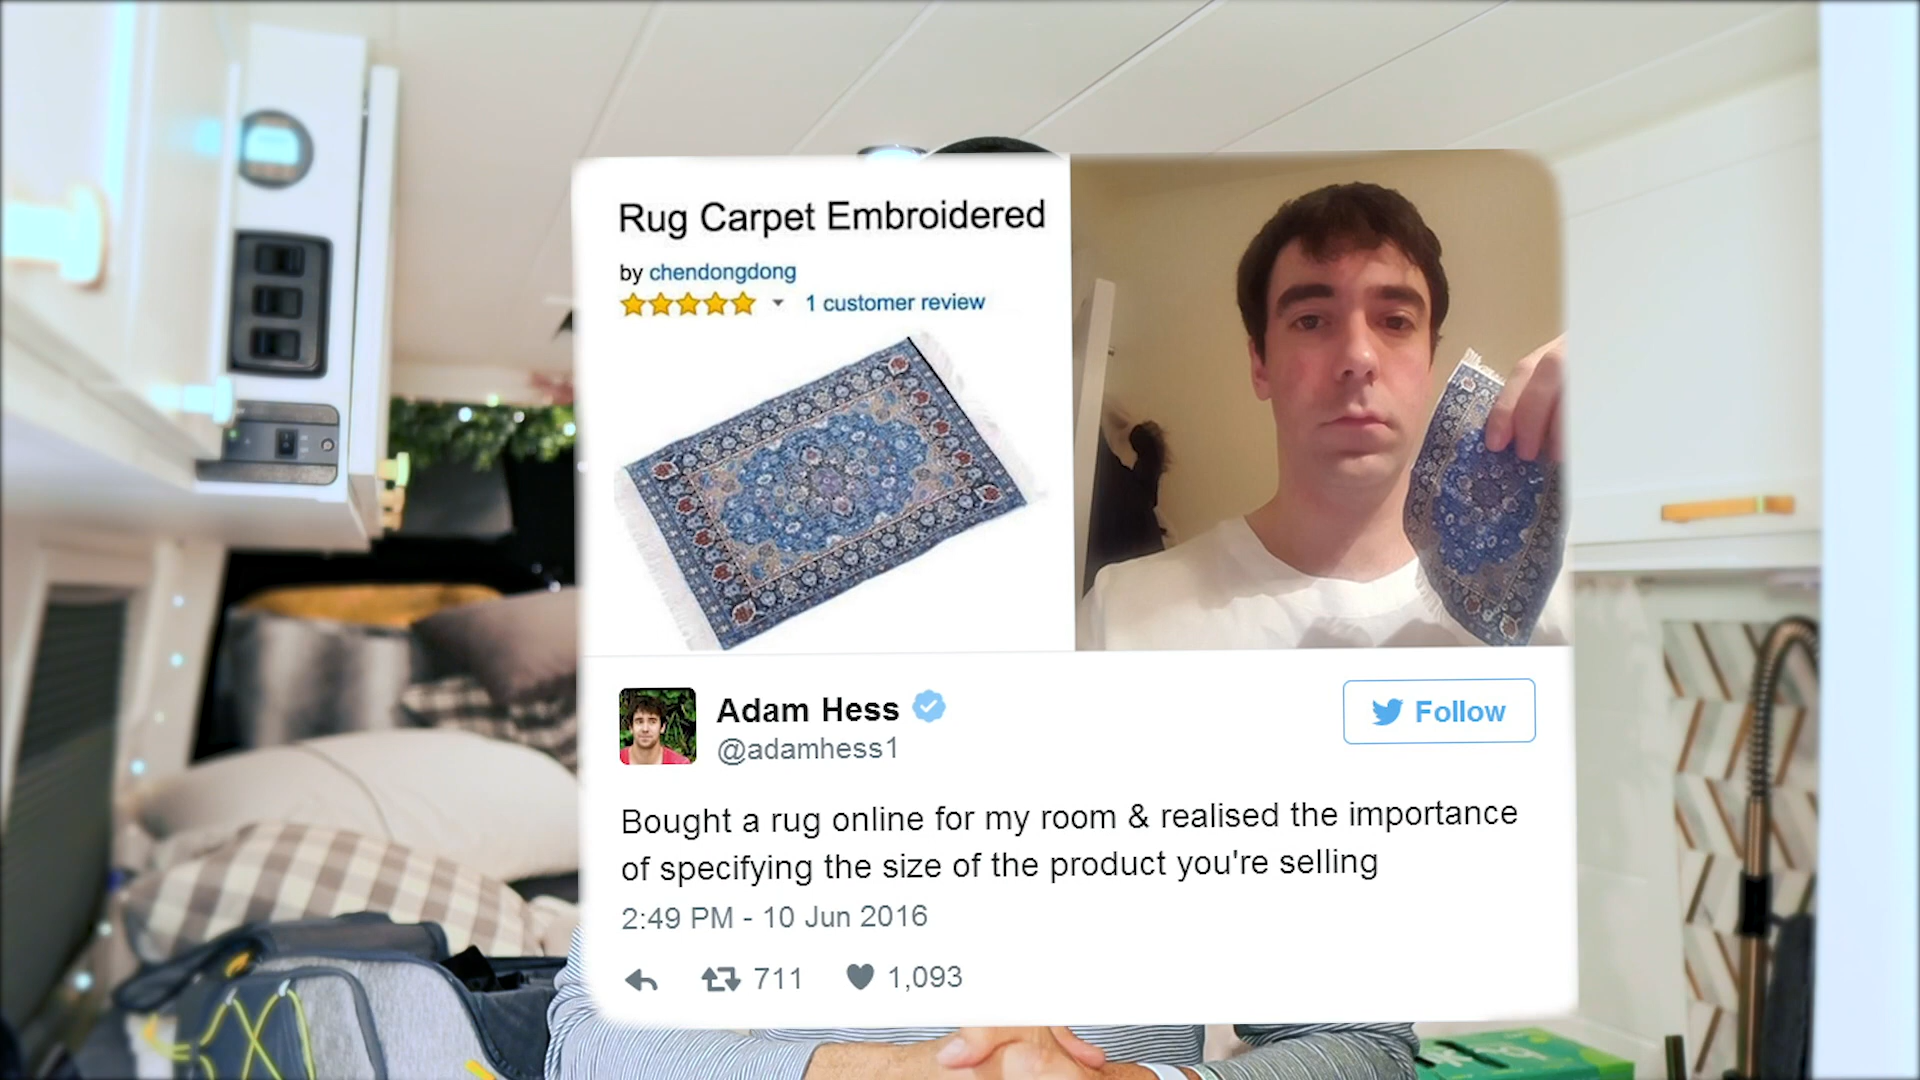 Rug Carpet Embroidered
by chendongdong
1 customer review
Adam Hess
@adamhess1
Follow
Bought a rug online for my room & realised the importance
of specifying the size of the product you're selling
2:49 PM - 10 Jun 2016
711 1,093